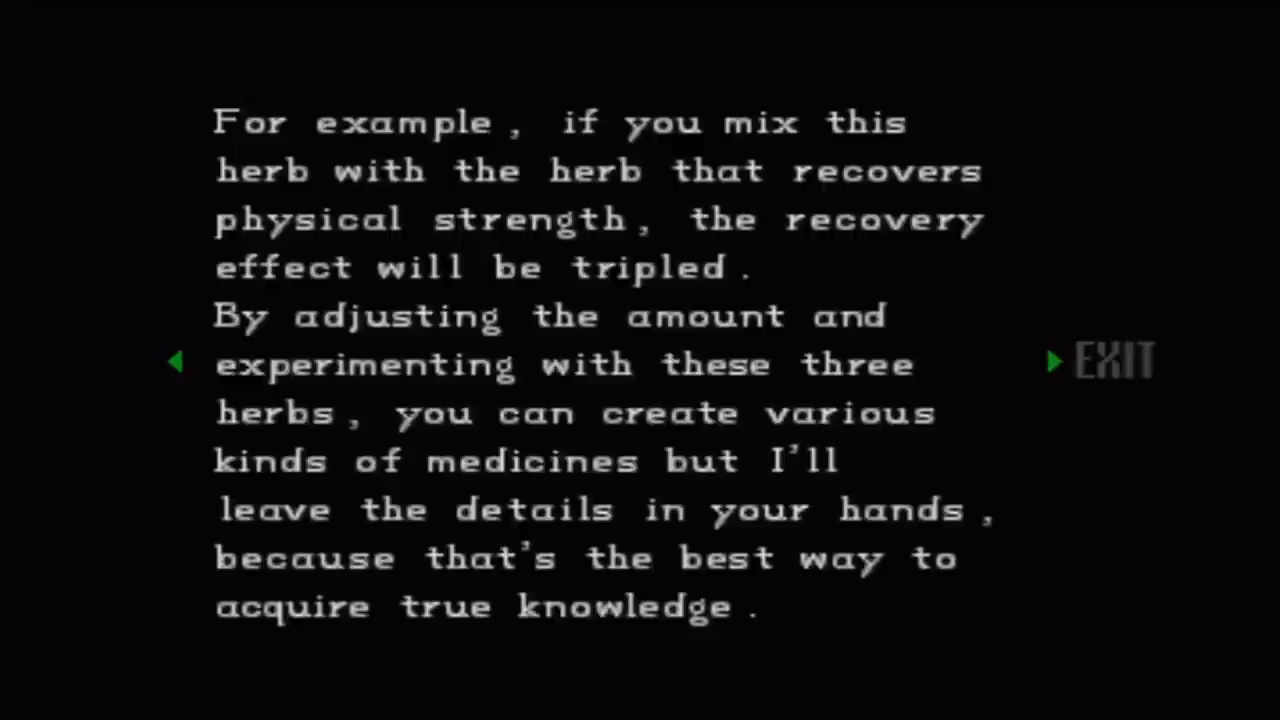 For example, if you mix this
herb with the herb that recovers
physical strength, the recovery
effect will be tripled.
By adjusting the amount and
experimenting with these three
herbs, you can create various
kinds of medicines but I'll
leave the details in your hands,
because that's the best way to
acquire true knowledge.
EXIT